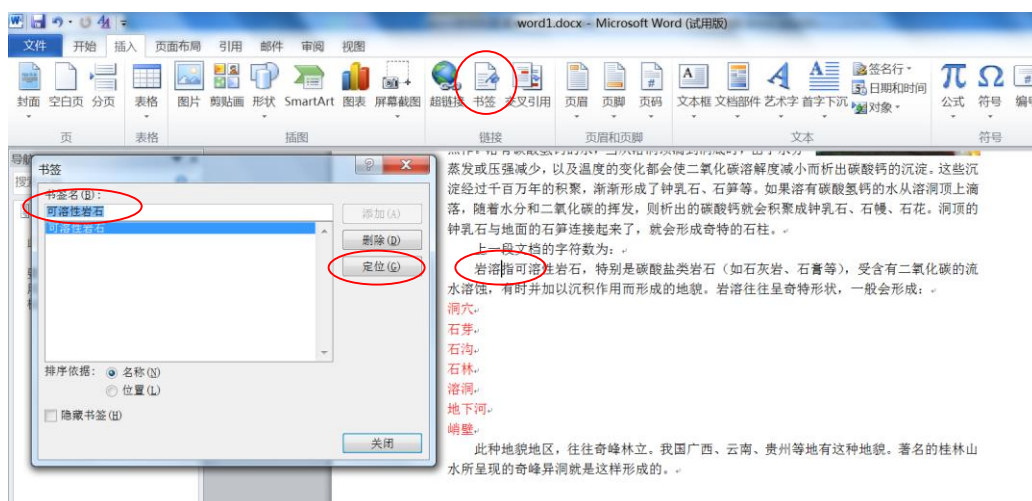 word1.docx - Microsoft Word (试用版)
文件 开始 插入 页面布局 引用 邮件 审阅 视图
封面 空白页 分页 表格 图片 剪贴画 形状 SmartArt 图表 屏幕截图 超链接 书签 交叉引用 页眉 页脚 页码 文本框 文档部件 艺术字 首字下沉 签名行 日期和时间 对象 公式 符号 编号
页 表格 插图 链接 页眉和页脚 文本 符号
书签
书签名(B):
可溶性岩石
可溶性岩石
添加(A)
删除(D)
定位(G)
排序依据: 名称(N)
位置(L)
隐藏书签(H)
关闭
蒸发或压强减少，以及温度的变化都会使二氧化碳溶解度减小而析出碳酸钙的沉淀。这些沉
淀经过千百万年的积聚，渐渐形成了钟乳石、石笋等。如果溶有碳酸氢钙的水从溶洞顶上滴
落，随着水分和二氧化碳的挥发，则析出的碳酸钙就会积聚成钟乳石、石幔、石花。洞顶的
钟乳石与地面的石笋连接起来了，就会形成奇特的石柱。
上一段文档的字符数为：
岩溶指可溶性岩石，特别是碳酸盐类岩石（如石灰岩、石膏等），受含有二氧化碳的流
水溶蚀，有时并加以沉积作用而形成的地貌。岩溶往往呈奇特形状，一般会形成：
洞穴
石芽
石沟
石林
溶洞
地下河
峭壁
此种地貌地区，往往奇峰林立。我国广西、云南、贵州等地有这种地貌。著名的桂林山
水所呈现的奇峰异洞就是这样形成的。